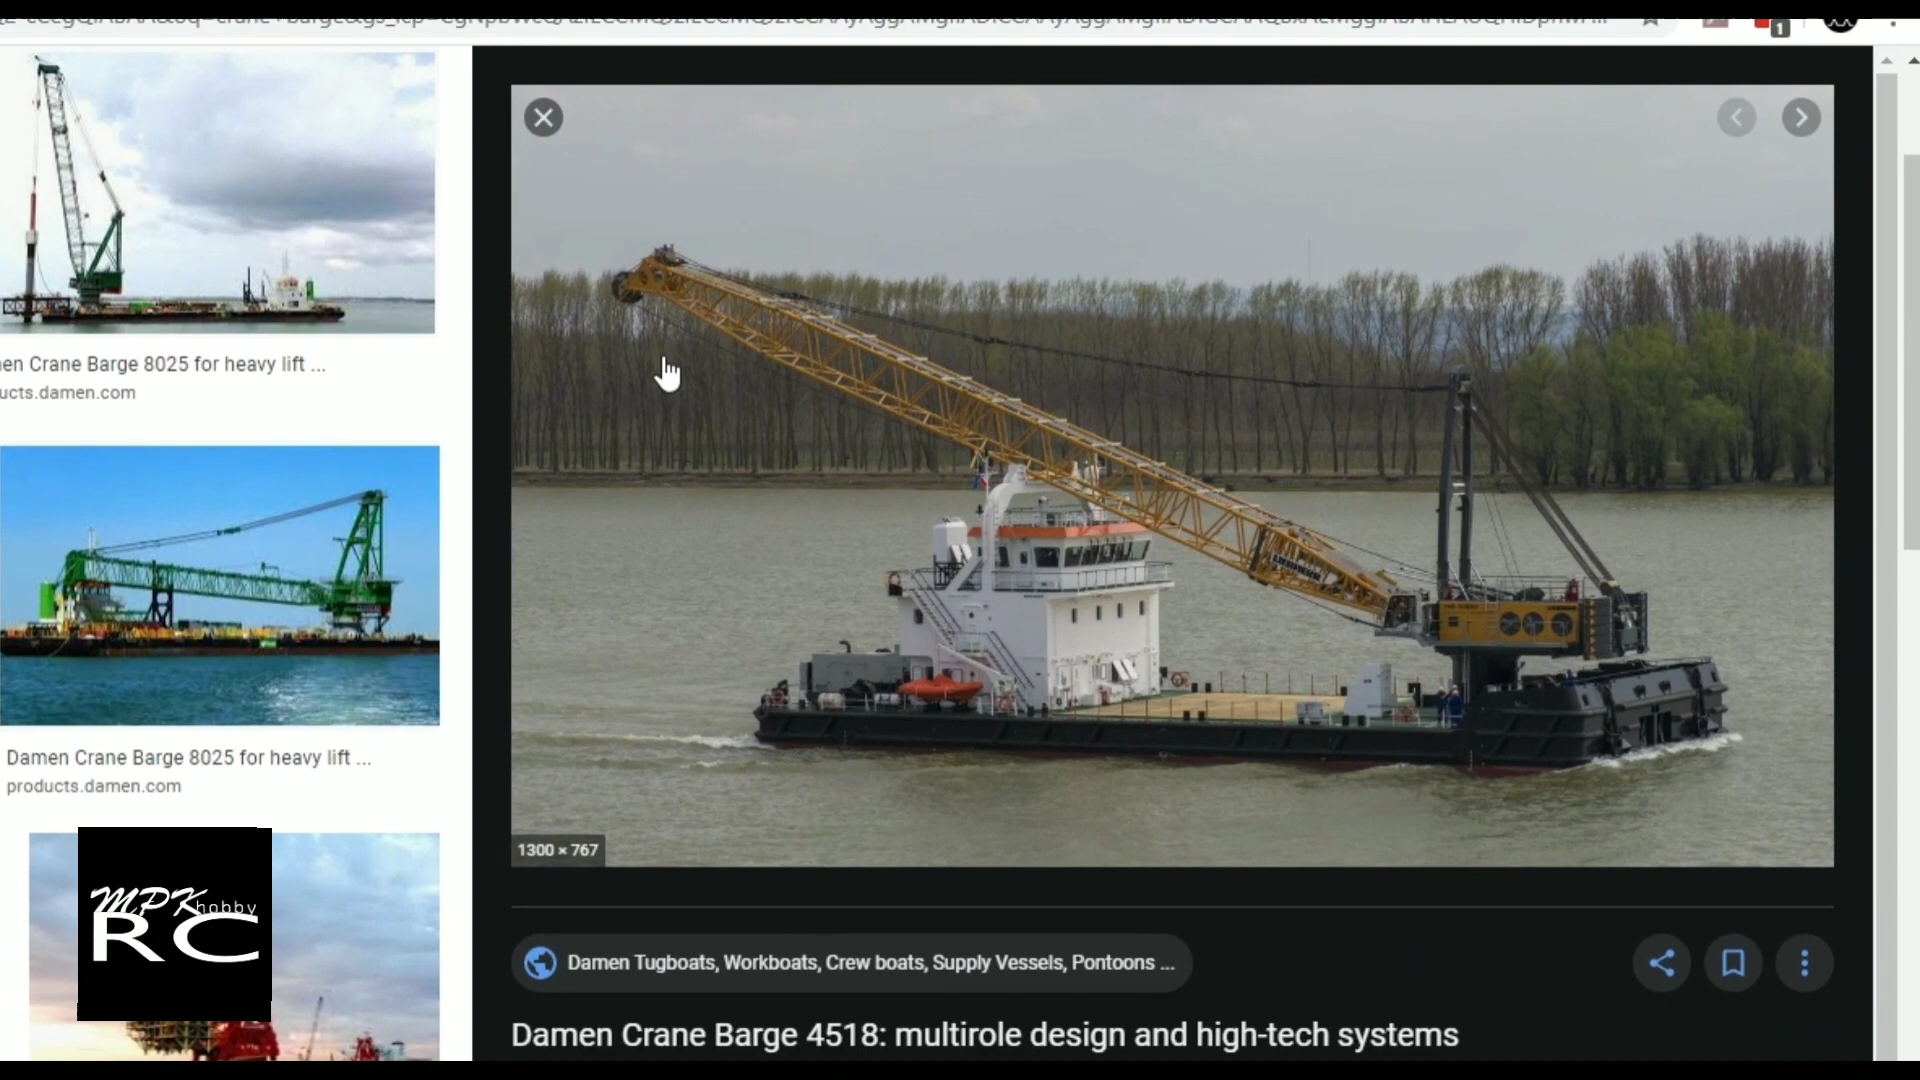 1
en Crane Barge 8025 for heavy lift ...
ucts.damen.com
Damen Crane Barge 8025 for heavy lift ...
products.damen.com
MPK hobby
RC
LIEBHERR
1300 × 767
Damen Tugboats, Workboats, Crew boats, Supply Vessels, Pontoons ...
Damen Crane Barge 4518: multirole design and high-tech systems